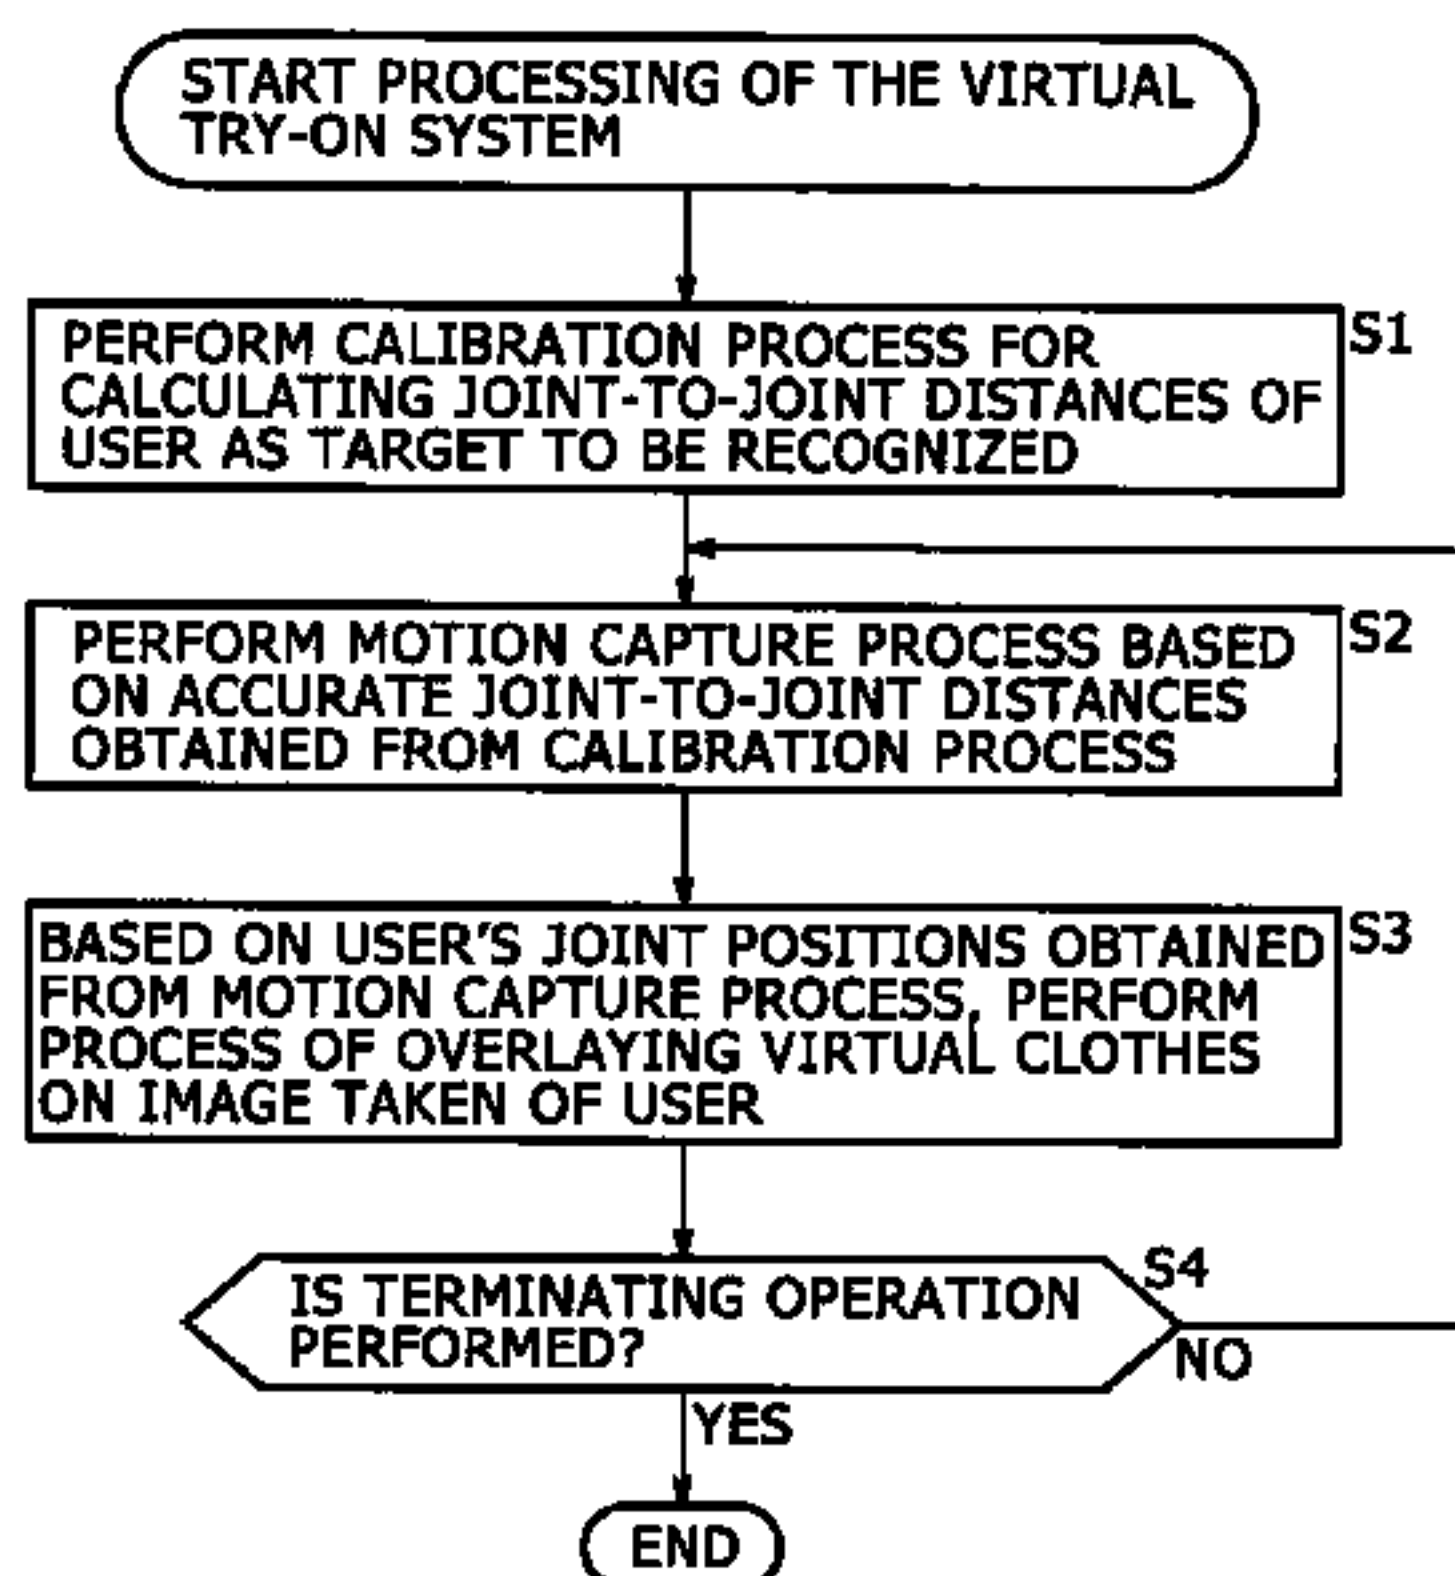 START PROCESSING OF THE VIRTUAL
TRY-ON SYSTEM
PERFORM CALIBRATION PROCESS FOR
CALCULATING JOINT-TO-JOINT DISTANCES OF
USER AS TARGET TO BE RECOGNIZED
S1
PERFORM MOTION CAPTURE PROCESS BASED
ON ACCURATE JOINT-TO-JOINT DISTANCES
OBTAINED FROM CALIBRATION PROCESS
S2
BASED ON USER'S JOINT POSITIONS OBTAINED
FROM MOTION CAPTURE PROCESS, PERFORM
PROCESS OF OVERLAYING VIRTUAL CLOTHES
ON IMAGE TAKEN OF USER
S3
IS TERMINATING OPERATION
PERFORMED?
S4
NO
YES
END